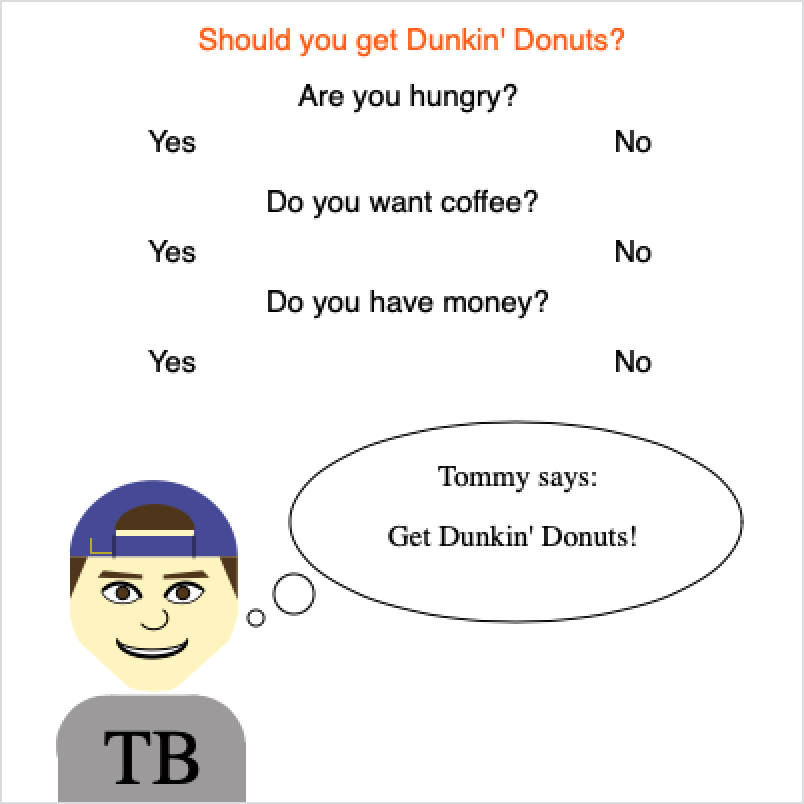 Should you get Dunkin' Donuts?
Are you hungry?
Yes No
Do you want coffee?
Yes No
Do you have money?
Yes No
Tommy says:
Get Dunkin' Donuts!
TB